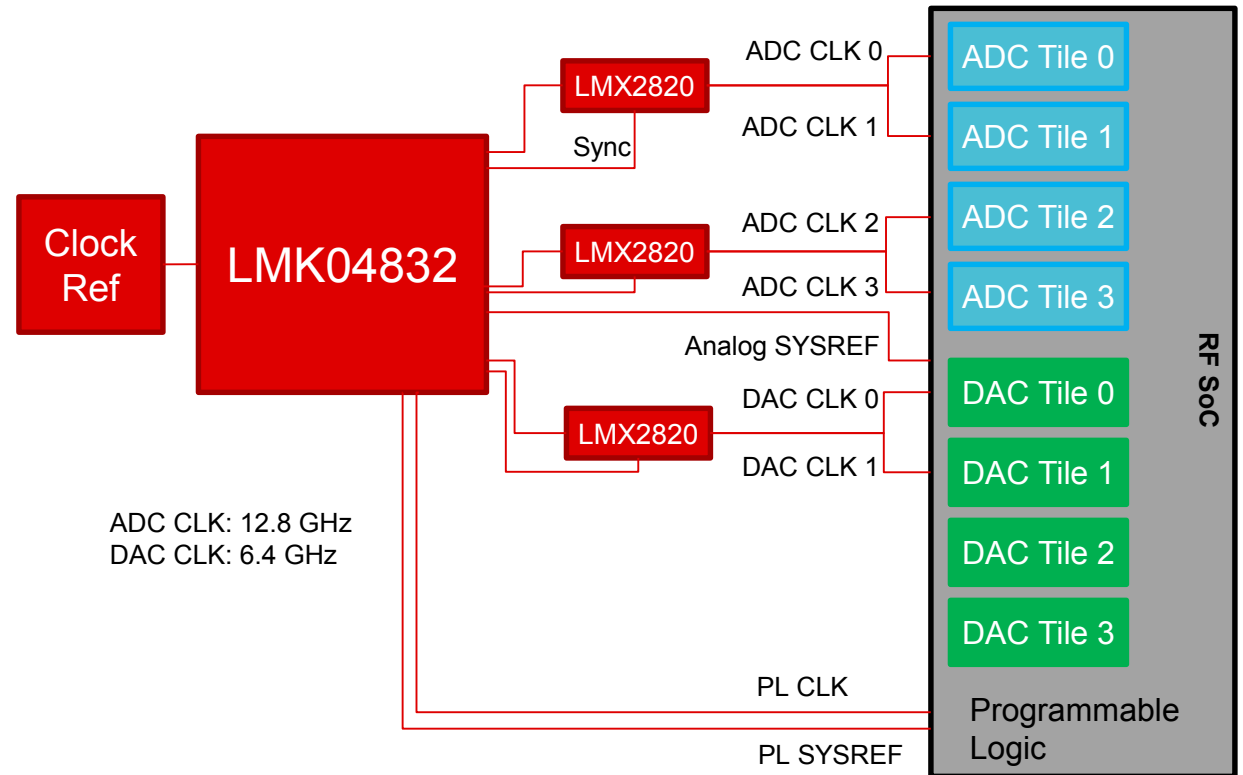 Clock
Ref
LMK04832
LMX2820
Sync
ADC CLK 0
ADC CLK 1
LMX2820
ADC CLK 2
ADC CLK 3
Analog SYSREF
LMX2820
DAC CLK 0
DAC CLK 1
ADC CLK: 12.8 GHz
DAC CLK: 6.4 GHz
PL CLK
PL SYSREF
ADC Tile 0
ADC Tile 1
ADC Tile 2
ADC Tile 3
DAC Tile 0
DAC Tile 1
DAC Tile 2
DAC Tile 3
RF SoC
Programmable
Logic